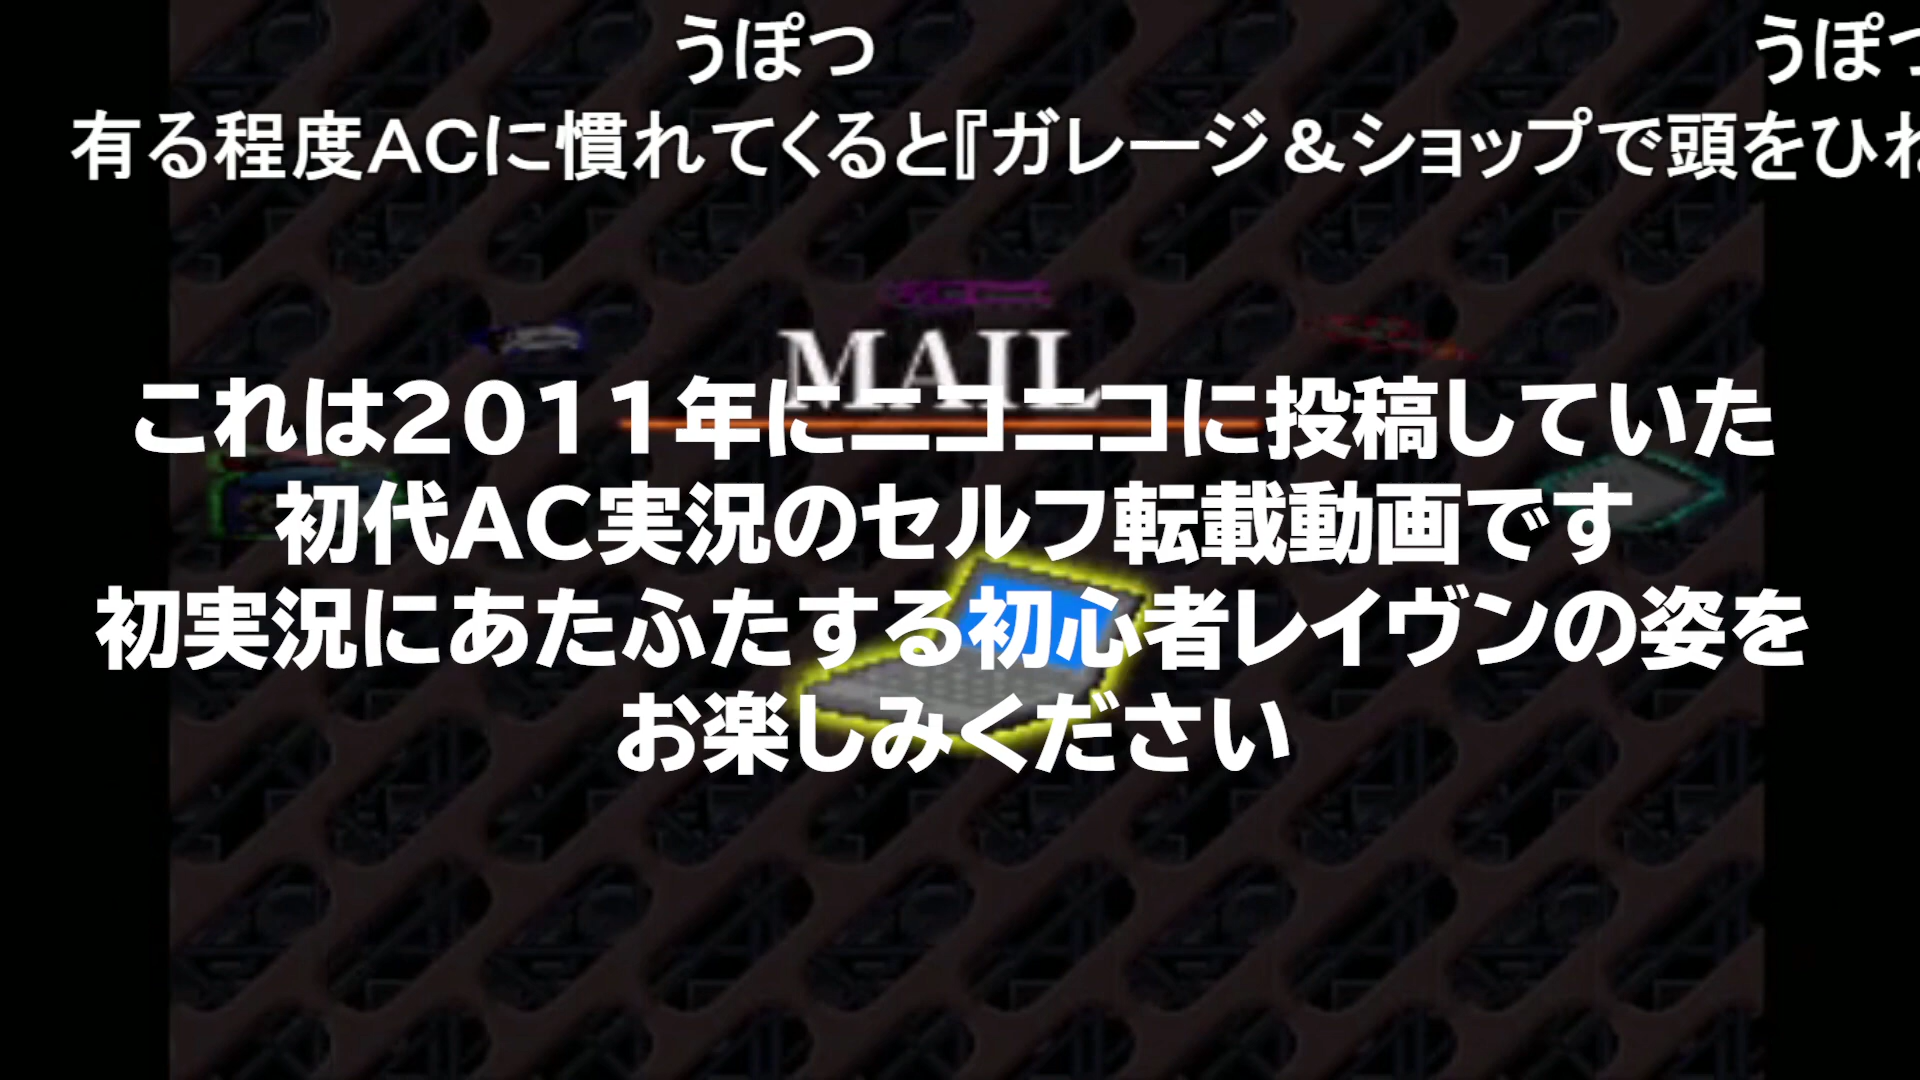 うぽつ
うぽつ
有る程度ACに慣れてくると『ガレージ＆ショップで頭をひね
MAIL
これは2011年にニコニコに投稿していた
初代AC実況のセルフ転載動画です
初実況にあたふたする初心者レイヴンの姿を
お楽しみください